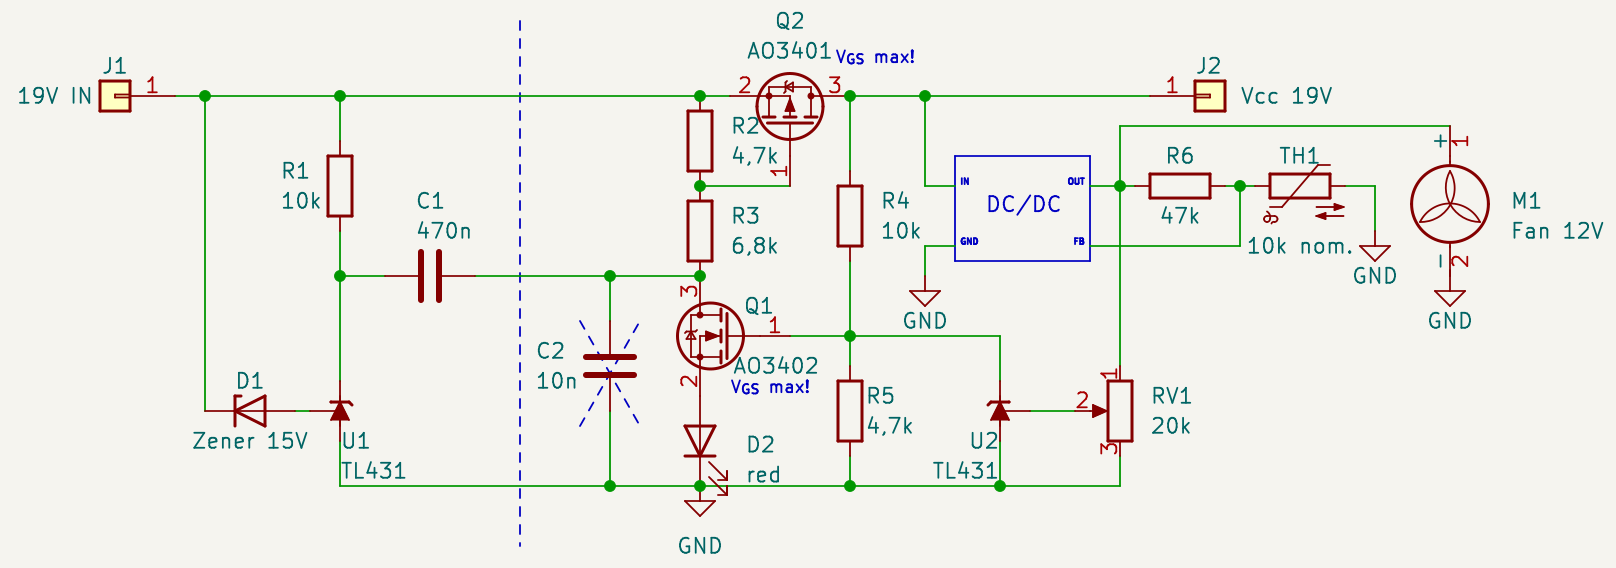 Q2
AO3401 VGS max!
J1
19V IN
1
2
3
1
J2
Vcc 19V
R1
10k
C1
470n
R2
4,7k
1
R3
6,8k
R4
10k
IN
OUT
DC/DC
GND
FB
R6
47k
TH1
θ
10k nom.
+
1
M1
Fan 12V
-
2
GND
GND
GND
3
Q1
1
AO3402
VGS max!
2
C2
10n
D1
Zener 15V
U1
TL431
D2
red
R5
4,7k
U2
TL431
1
2
3
RV1
20k
GND